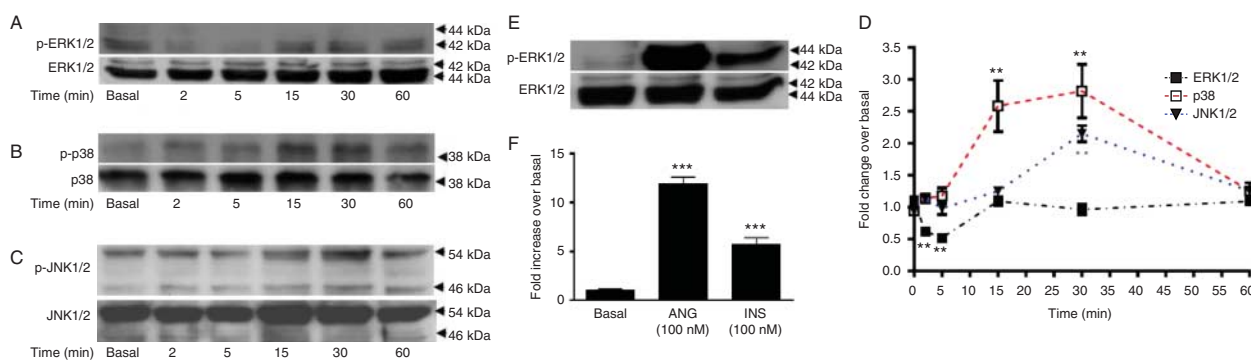 A
p-ERK1/2
44 kDa
42 kDa
ERK1/2
42 kDa
44 kDa
Time (min) Basal 2 5 15 30 60
B
p-p38
38 kDa
p38
38 kDa
Time (min) Basal 2 5 15 30 60
C
p-JNK1/2
54 kDa
46 kDa
JNK1/2
54 kDa
46 kDa
Time (min) Basal 2 5 15 30 60
E
p-ERK1/2
44 kDa
42 kDa
ERK1/2
42 kDa
44 kDa
F
Fold increase over basal
15
10
5
0
***
***
Basal
ANG
(100 nM)
INS
(100 nM)
D
Fold change over basal
3.5
3.0
2.5
2.0
1.5
1.0
0.5
0.0
**
**
**
**
**
ERK1/2
p38
JNK1/2
0 5 10 15 20 25 30 35 40 45 50 55 60
Time (min)